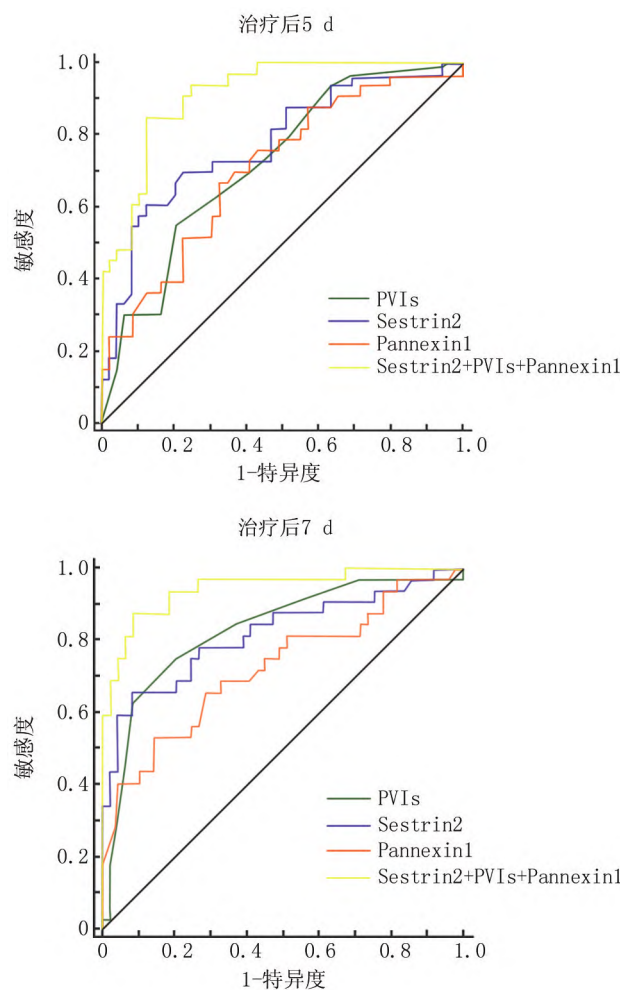 治疗后5 d
1.0
0.8
0.6
0.4
0.2
0
敏感度
PVIs
Sestrin2
Pannexin1
Sestrin2+PVIs+Pannexin1
0 0.2 0.4 0.6 0.8 1.0
1-特异度
治疗后7 d
1.0
0.8
0.6
0.4
0.2
0
敏感度
PVIs
Sestrin2
Pannexin1
Sestrin2+PVIs+Pannexin1
0 0.2 0.4 0.6 0.8 1.0
1-特异度